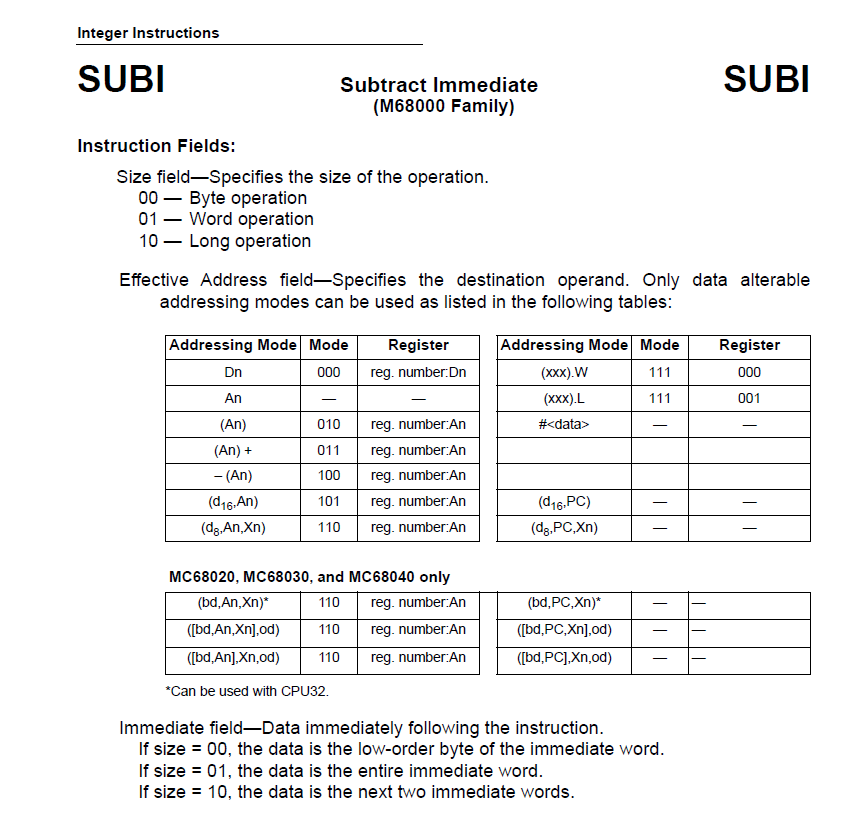 Integer Instructions
SUBI Subtract Immediate SUBI
(M68000 Family)
Instruction Fields:
Size field—Specifies the size of the operation.
00 — Byte operation
01 — Word operation
10 — Long operation
Effective Address field—Specifies the destination operand. Only data alterable
addressing modes can be used as listed in the following tables:
Addressing Mode Mode Register Addressing Mode Mode Register
Dn 000 reg. number:Dn (xxx).W 111 000
An — — (xxx).L 111 001
(An) 010 reg. number:An #<data> — —
(An) + 011 reg. number:An
– (An) 100 reg. number:An
(d16,An) 101 reg. number:An (d16,PC) — —
(d8,An,Xn) 110 reg. number:An (d8,PC,Xn) — —
MC68020, MC68030, and MC68040 only
(bd,An,Xn)* 110 reg. number:An (bd,PC,Xn)* — —
([bd,An,Xn],od) 110 reg. number:An ([bd,PC,Xn],od) — —
([bd,An],Xn,od) 110 reg. number:An ([bd,PC],Xn,od) — —
*Can be used with CPU32.
Immediate field—Data immediately following the instruction.
If size = 00, the data is the low-order byte of the immediate word.
If size = 01, the data is the entire immediate word.
If size = 10, the data is the next two immediate words.